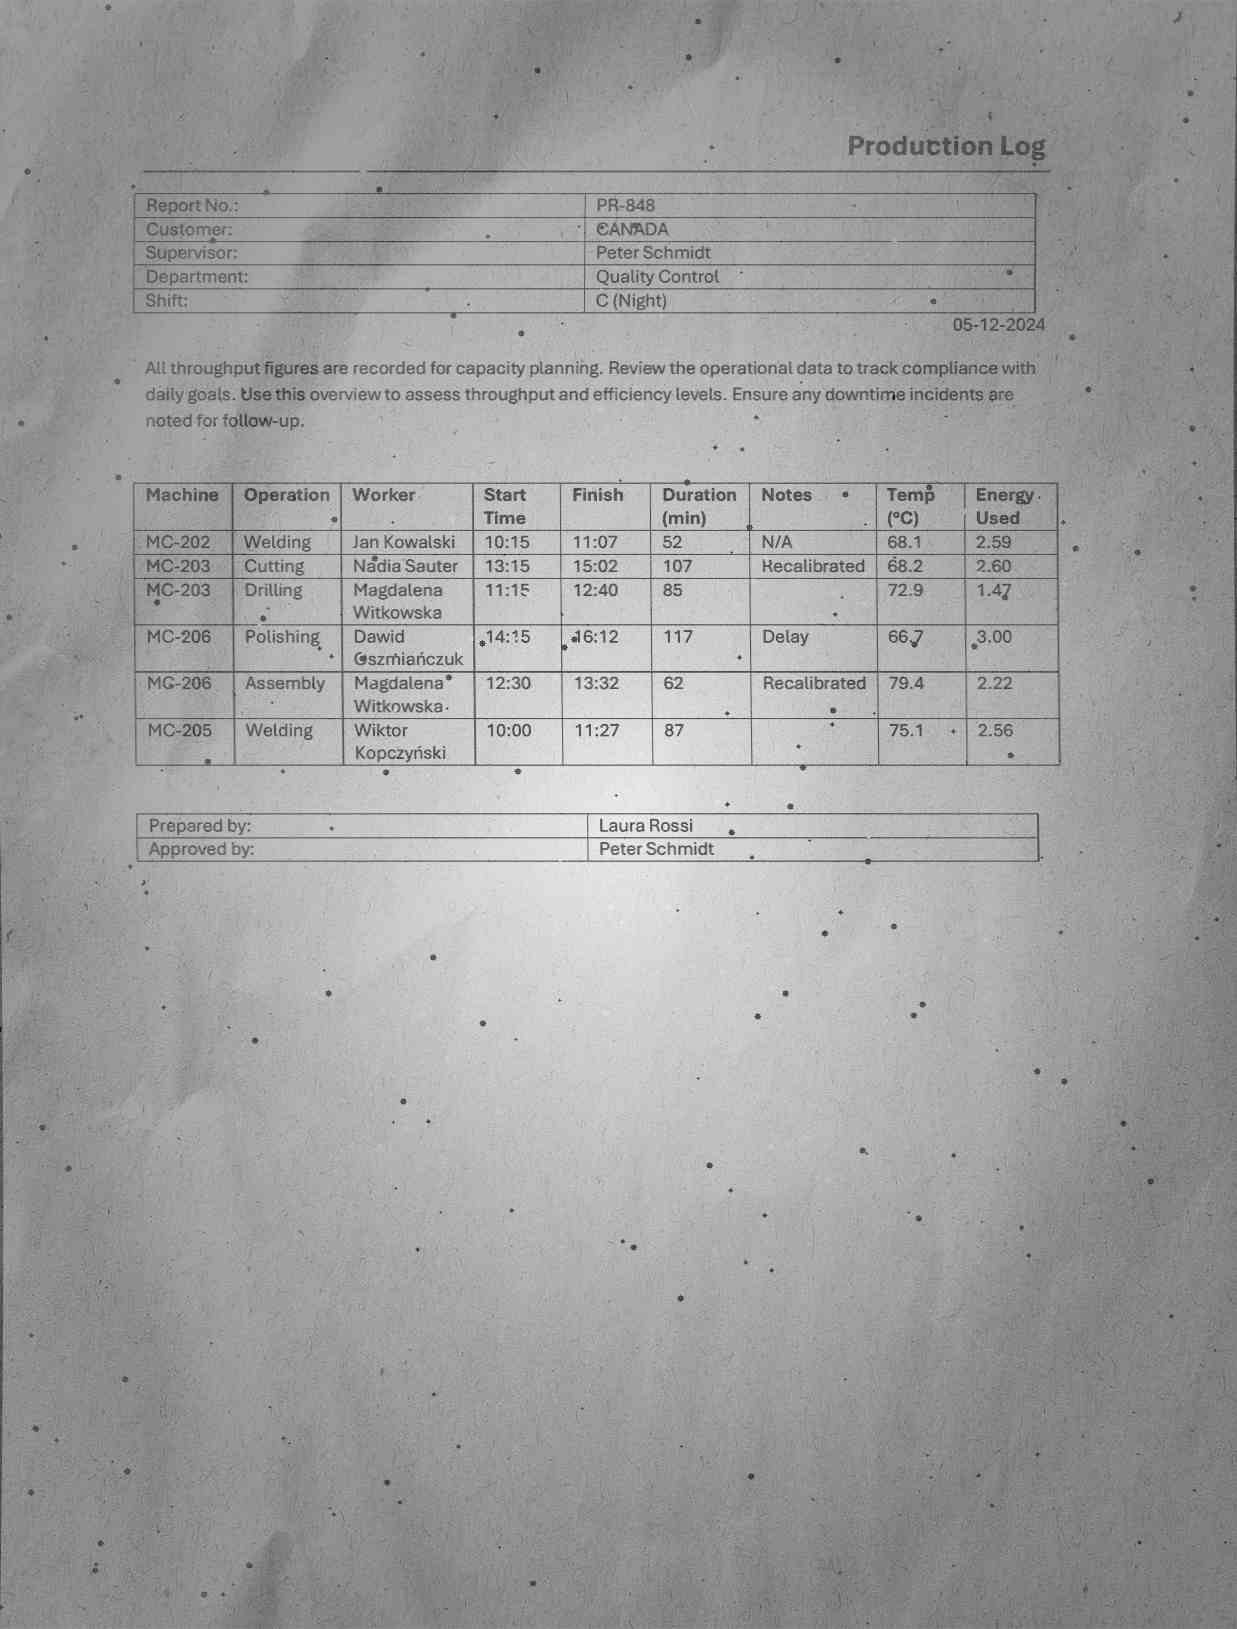 Production Log
Report No.: PR-848
Customer: CANADA
Supervisor: Peter Schmidt
Department: Quality Control
Shift: C (Night)
05-12-2024
All throughput figures are recorded for capacity planning. Review the operational data to track compliance with
daily goals. Use this overview to assess throughput and efficiency levels. Ensure any downtime incidents are
noted for follow-up.
Machine Operation Worker Start Time Finish Duration (min) Notes Temp (°C) Energy Used
MC-202 Welding Jan Kowalski 10:15 11:07 52 N/A 68.1 2.59
MC-203 Cutting Nadia Sauter 13:15 15:02 107 Recalibrated 68.2 2.60
MC-203 Drilling Magdalena Witkowska 11:15 12:40 85 72.9 1.47
MC-206 Polishing Dawid Oszmiańczuk 14:15 16:12 117 Delay 66.7 3.00
MC-206 Assembly Magdalena Witkowska 12:30 13:32 62 Recalibrated 79.4 2.22
MC-205 Welding Wiktor Kopczyński 10:00 11:27 87 75.1 2.56
Prepared by: Laura Rossi
Approved by: Peter Schmidt